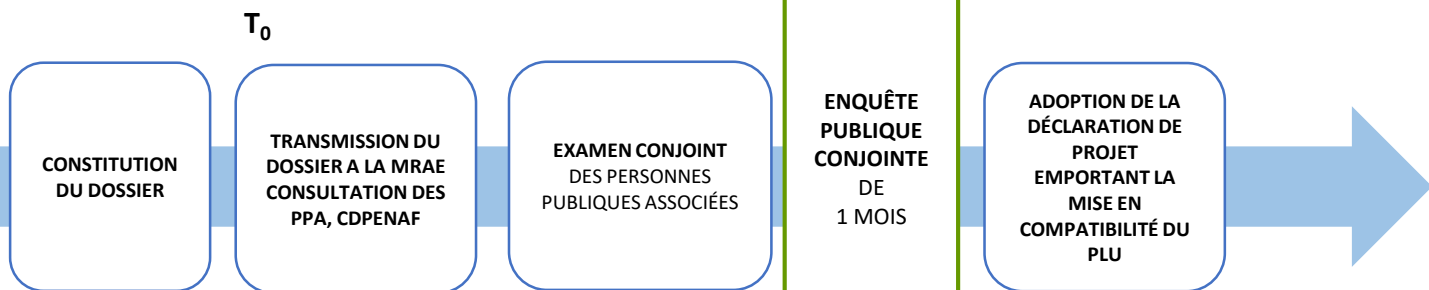 T0
CONSTITUTION
DU DOSSIER
TRANSMISSION DU
DOSSIER A LA MRAE
CONSULTATION DES
PPA, CDPENAF
EXAMEN CONJOINT
DES PERSONNES
PUBLIQUES ASSOCIÉES
ENQUÊTE
PUBLIQUE
CONJOINTE
DE
1 MOIS
ADOPTION DE LA
DÉCLARATION DE
PROJET
EMPORTANT LA
MISE EN
COMPATIBILITÉ DU
PLU